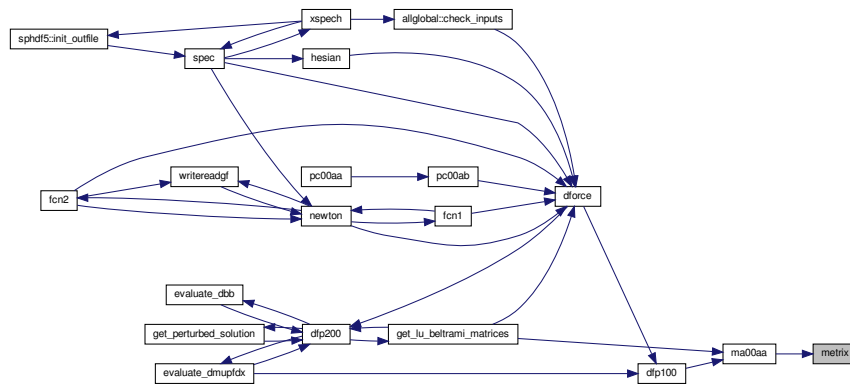 xspech
allglobal::check_inputs
sphdf5::init_outfile
spec
hesian
writereadgf
pc00aa
pc00ab
fcn2
newton
fcn1
dforce
evaluate_dbb
get_perturbed_solution
dfp200
get_lu_beltrami_matrices
ma00aa
metrix
evaluate_dmupfdx
dfp100